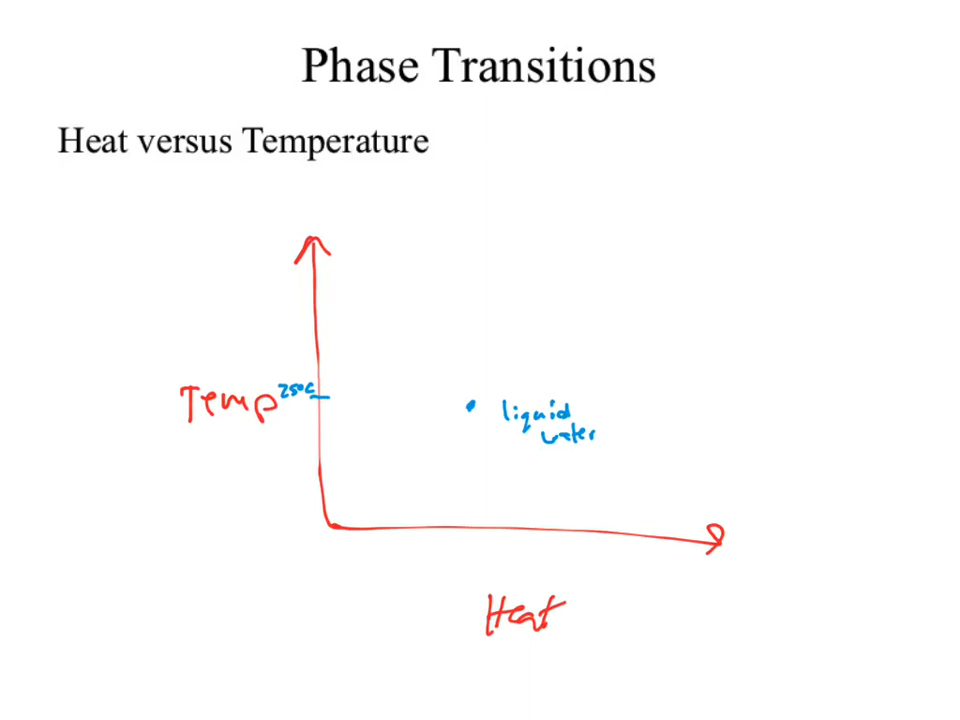 Phase Transitions
Heat versus Temperature
Temp
25°C
liquid
water
Heat